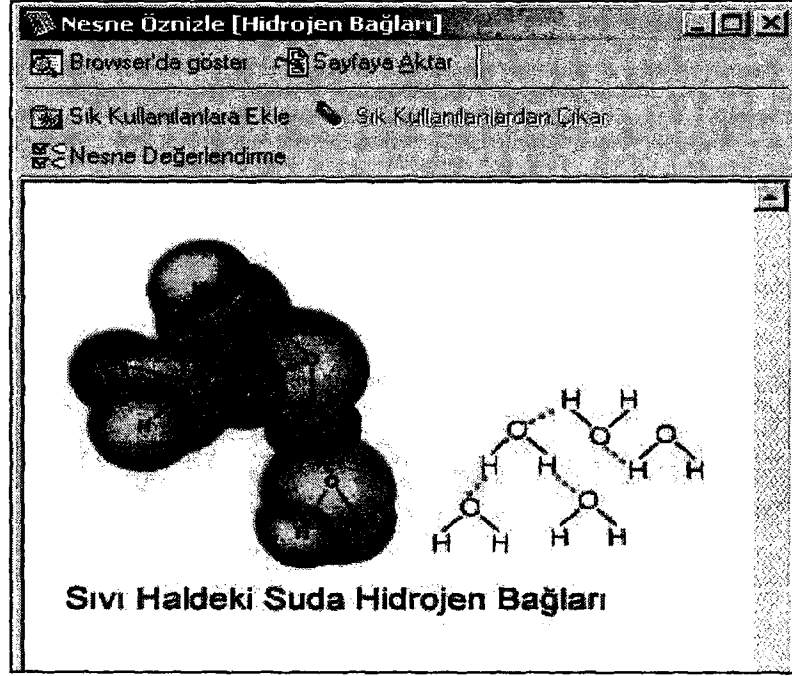 Nesne Öznizle [Hidrojen Bağları]
Browser'da göster Sayfaya Aktar
Sık Kullanılanlara Ekle Sık Kullanılanlardan Çıkar
Nesne Değerlendirme
H H
O O O
H H H H
O O
H H H H
Sıvı Haldeki Suda Hidrojen Bağları